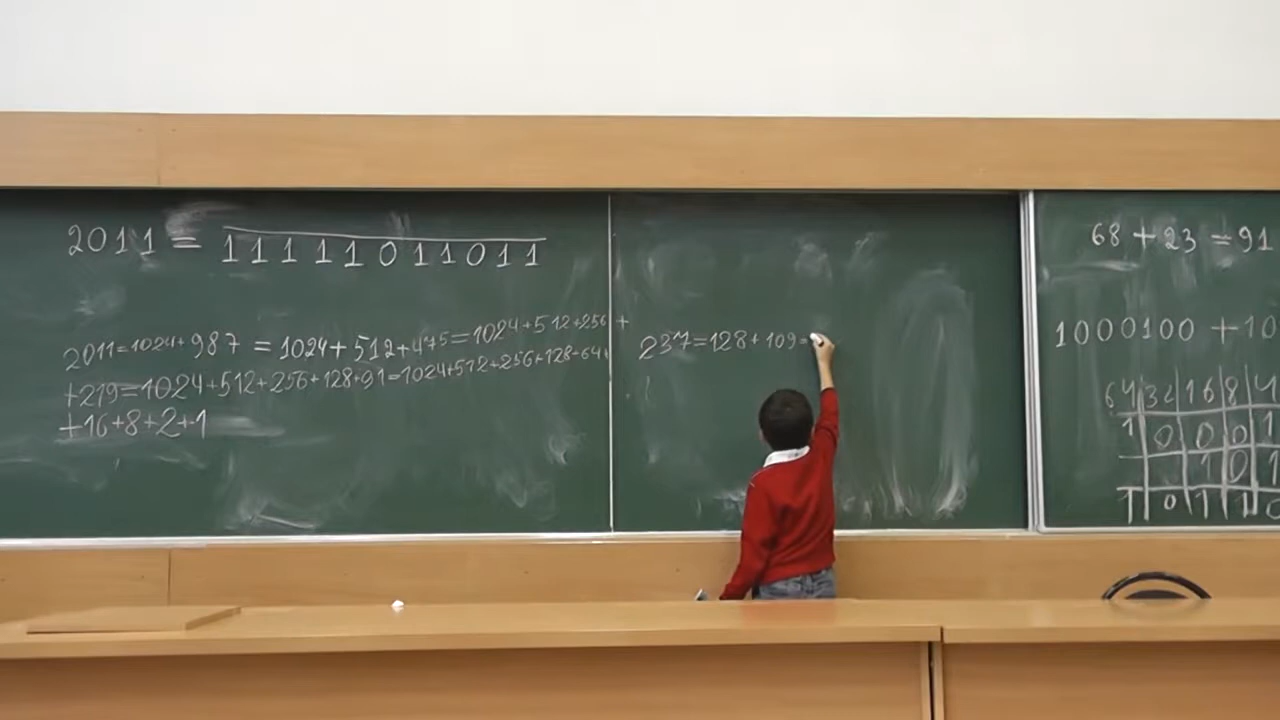 2011 = 11111011011
2011=1024+987 = 1024+512+475=1024+512+256+
+219=1024+512+256+128+91=1024+512+256+128+64+
+16+8+2+1
237=128+109=
68+23=91
1000100+10
64 32 16 8 4
1 0 0 0 1
1 0 1
1 0 1 1 0